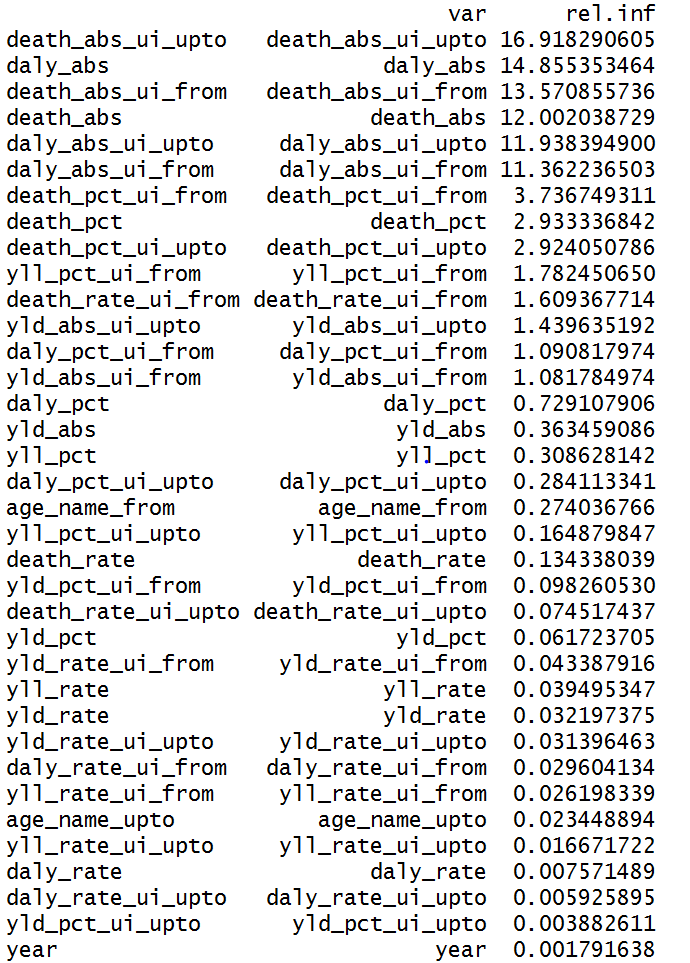 var rel.inf
death_abs_ui_upto death_abs_ui_upto 16.918290605
daly_abs daly_abs 14.855353464
death_abs_ui_from death_abs_ui_from 13.570855736
death_abs death_abs 12.002038729
daly_abs_ui_upto daly_abs_ui_upto 11.938394900
daly_abs_ui_from daly_abs_ui_from 11.362236503
death_pct_ui_from death_pct_ui_from 3.736749311
death_pct death_pct 2.933336842
death_pct_ui_upto death_pct_ui_upto 2.924050786
yll_pct_ui_from yll_pct_ui_from 1.782450650
death_rate_ui_from death_rate_ui_from 1.609367714
yld_abs_ui_upto yld_abs_ui_upto 1.439635192
daly_pct_ui_from daly_pct_ui_from 1.090817974
yld_abs_ui_from yld_abs_ui_from 1.081784974
daly_pct daly_pct 0.729107906
yld_abs yld_abs 0.363459086
yll_pct yll_pct 0.308628142
daly_pct_ui_upto daly_pct_ui_upto 0.284113341
age_name_from age_name_from 0.274036766
yll_pct_ui_upto yll_pct_ui_upto 0.164879847
death_rate death_rate 0.134338039
yld_pct_ui_from yld_pct_ui_from 0.098260530
death_rate_ui_upto death_rate_ui_upto 0.074517437
yld_pct yld_pct 0.061723705
yld_rate_ui_from yld_rate_ui_from 0.043387916
yll_rate yll_rate 0.039495347
yld_rate yld_rate 0.032197375
yld_rate_ui_upto yld_rate_ui_upto 0.031396463
daly_rate_ui_from daly_rate_ui_from 0.029604134
yll_rate_ui_from yll_rate_ui_from 0.026198339
age_name_upto age_name_upto 0.023448894
yll_rate_ui_upto yll_rate_ui_upto 0.016671722
daly_rate daly_rate 0.007571489
daly_rate_ui_upto daly_rate_ui_upto 0.005925895
yld_pct_ui_upto yld_pct_ui_upto 0.003882611
year year 0.001791638